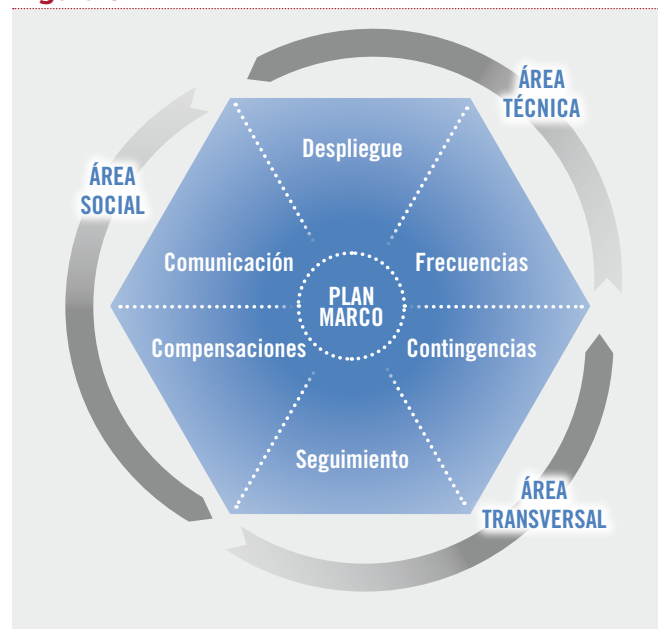 ÁREA
TÉCNICA
Despliegue
ÁREA
SOCIAL
Comunicación
Frecuencias
PLAN
MARCO
Compensaciones
Contingencias
Seguimiento
ÁREA
TRANSVERSAL